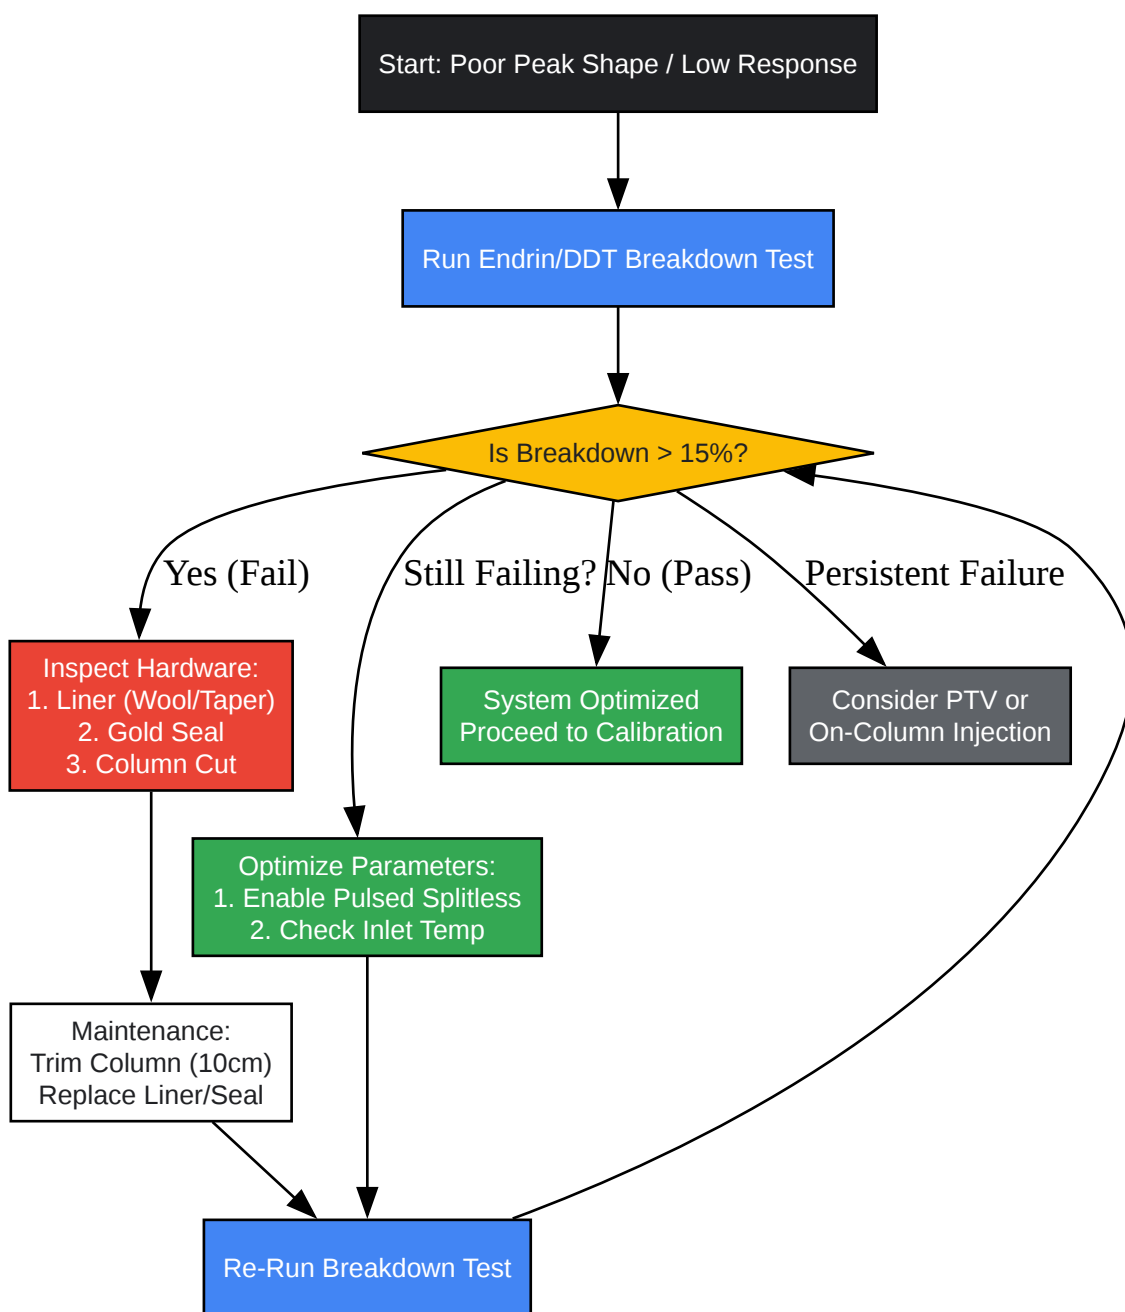 Start: Poor Peak Shape / Low Response
Run Endrin/DDT Breakdown Test
Is Breakdown > 15%?
Yes (Fail)
Still Failing?
No (Pass)
Persistent Failure
Inspect Hardware:
1. Liner (Wool/Taper)
2. Gold Seal
3. Column Cut
System Optimized
Proceed to Calibration
Consider PTV or
On-Column Injection
Optimize Parameters:
1. Enable Pulsed Splitless
2. Check Inlet Temp
Maintenance:
Trim Column (10cm)
Replace Liner/Seal
Re-Run Breakdown Test